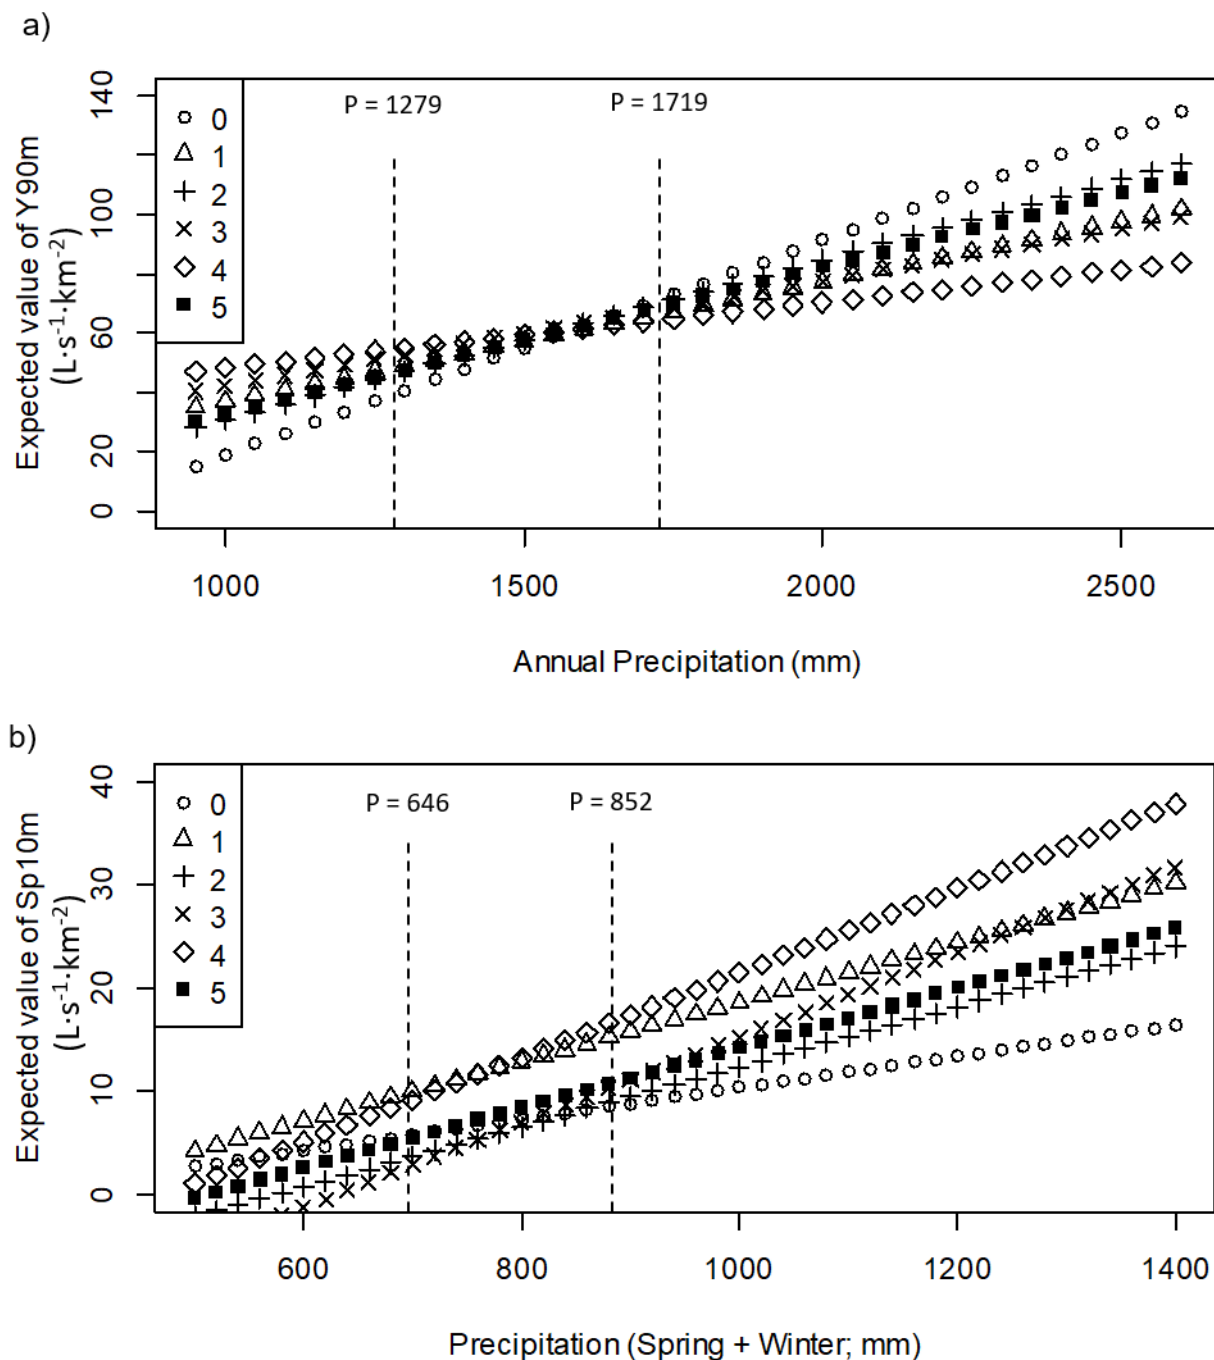 a)
P = 1279
P = 1719
0
1
2
3
4
5
Expected value of Y90m
(L·s⁻¹·km⁻²)
0
20
60
100
140
1000
1500
2000
2500
Annual Precipitation (mm)
b)
P = 646
P = 852
0
1
2
3
4
5
Expected value of Sp10m
(L·s⁻¹·km⁻²)
0
10
20
30
40
600
800
1000
1200
1400
Precipitation (Spring + Winter; mm)